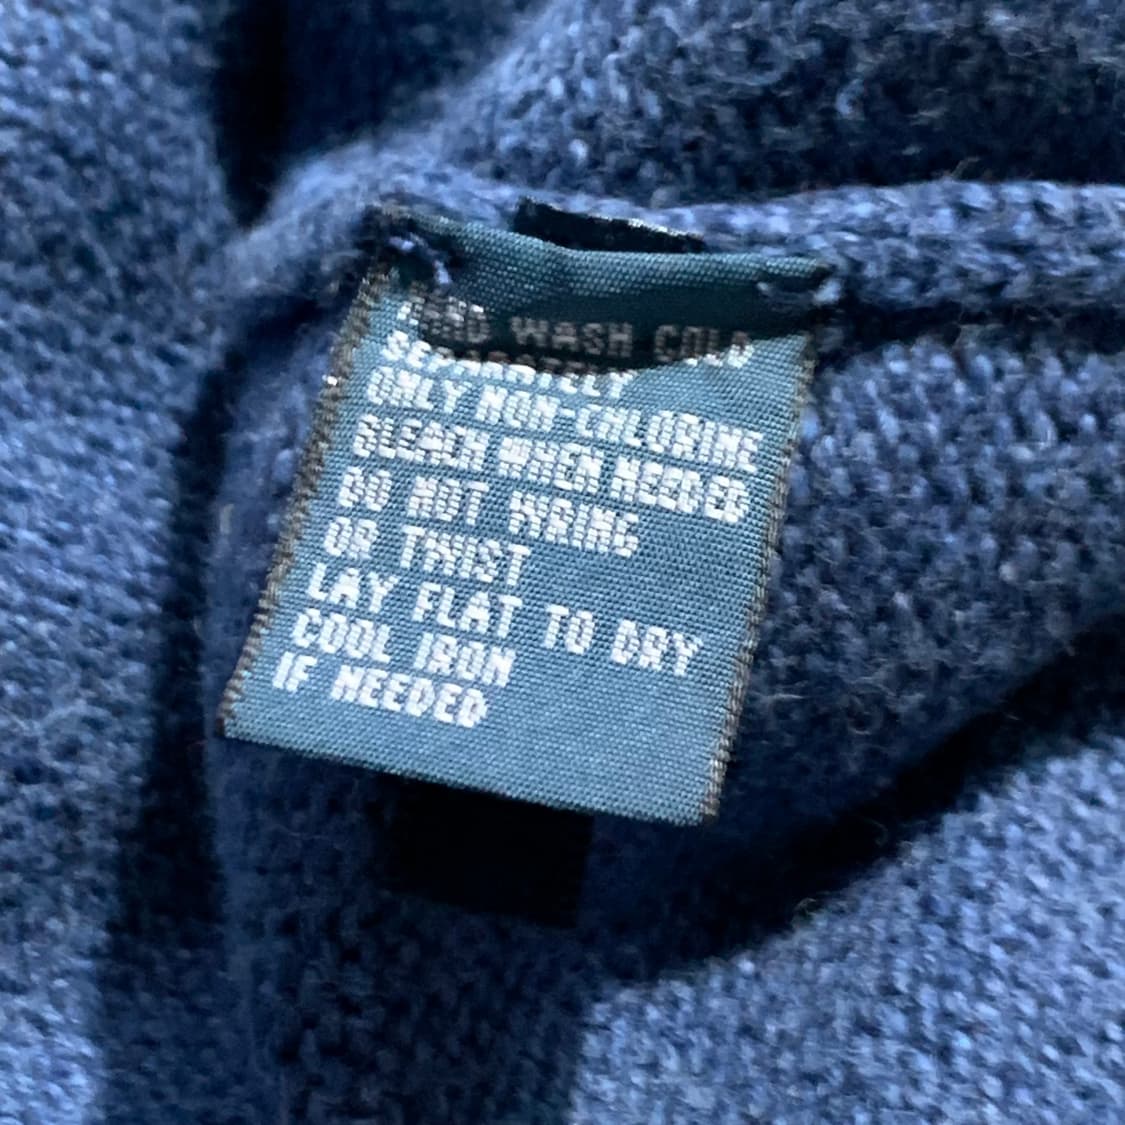 HAND WASH COLD
SEPARATELY
ONLY NON-CHLORINE
BLEACH WHEN NEEDED
DO NOT WRING
OR TWIST
LAY FLAT TO DRY
COOL IRON
IF NEEDED